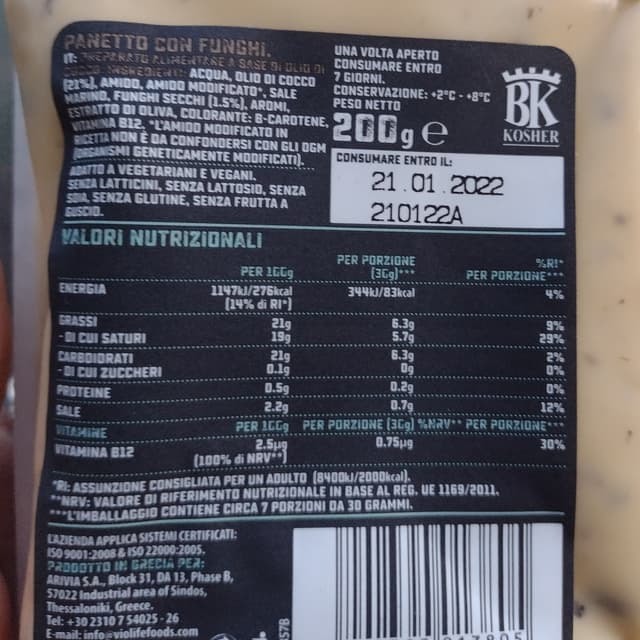 PANETTO CON FUNGHI.
IT: PREPARATO ALIMENTARE A BASE DI OLIO DI
COCCO. INGREDIENTI: ACQUA, OLIO DI COCCO
(21%), AMIDO, AMIDO MODIFICATO*, SALE
MARINO, FUNGHI SECCHI (1.5%), AROMI,
ESTRATTO DI OLIVA, COLORANTE: B-CAROTENE,
VITAMINA B12. *L'AMIDO MODIFICATO IN
RICETTA NON È DA CONFONDERSI CON GLI OGM
(ORGANISMI GENETICAMENTE MODIFICATI).
ADATTO A VEGETARIANI E VEGANI.
SENZA LATTICINI, SENZA LATTOSIO, SENZA
SOIA, SENZA GLUTINE, SENZA FRUTTA A
GUSCIO.
UNA VOLTA APERTO
CONSUMARE ENTRO
7 GIORNI.
CONSERVAZIONE: +2°C - +8°C
PESO NETTO
200g e
BK
KOSHER
CONSUMARE ENTRO IL:
21.01.2022
210122A
VALORI NUTRIZIONALI
PER 100g PER PORZIONE (30g)*** %RI* PER PORZIONE***
ENERGIA 1147kJ/276kcal (14% di RI*) 344kJ/83kcal 4%
GRASSI 21g 6.3g 9%
- DI CUI SATURI 19g 5.7g 29%
CARBOIDRATI 21g 6.3g 2%
- DI CUI ZUCCHERI 0.1g 0g 0%
PROTEINE 0.5g 0.2g 0%
SALE 2.2g 0.7g 12%
VITAMINE PER 100g PER PORZIONE (30g) %NRV** PER PORZIONE***
VITAMINA B12 2.5µg (100% di NRV**) 0.75µg 30%
*RI: ASSUNZIONE CONSIGLIATA PER UN ADULTO (8400kJ/2000kcal).
**NRV: VALORE DI RIFERIMENTO NUTRIZIONALE IN BASE AL REG. UE 1169/2011.
***L'IMBALLAGGIO CONTIENE CIRCA 7 PORZIONI DA 30 GRAMMI.
L'AZIENDA APPLICA SISTEMI CERTIFICATI:
ISO 9001:2008 & ISO 22000:2005.
PRODOTTO IN GRECIA PER:
ARIVIA S.A., Block 31, DA 13, Phase B,
57022 Industrial area of Sindos,
Thessaloniki, Greece.
Tel: +30 2310 7 54025 - 26
E-mail: info@violifefoods.com